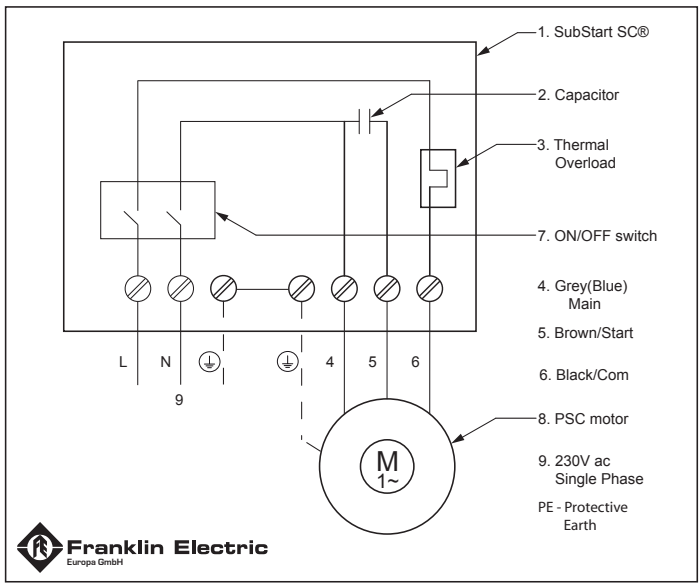 1. SubStart SC®
2. Capacitor
3. Thermal
Overload
7. ON/OFF switch
4. Grey(Blue)
Main
5. Brown/Start
6. Black/Com
8. PSC motor
9. 230V ac
Single Phase
PE - Protective
Earth
L N 4 5 6
9
M
1~
FE
Franklin Electric
Europa GmbH